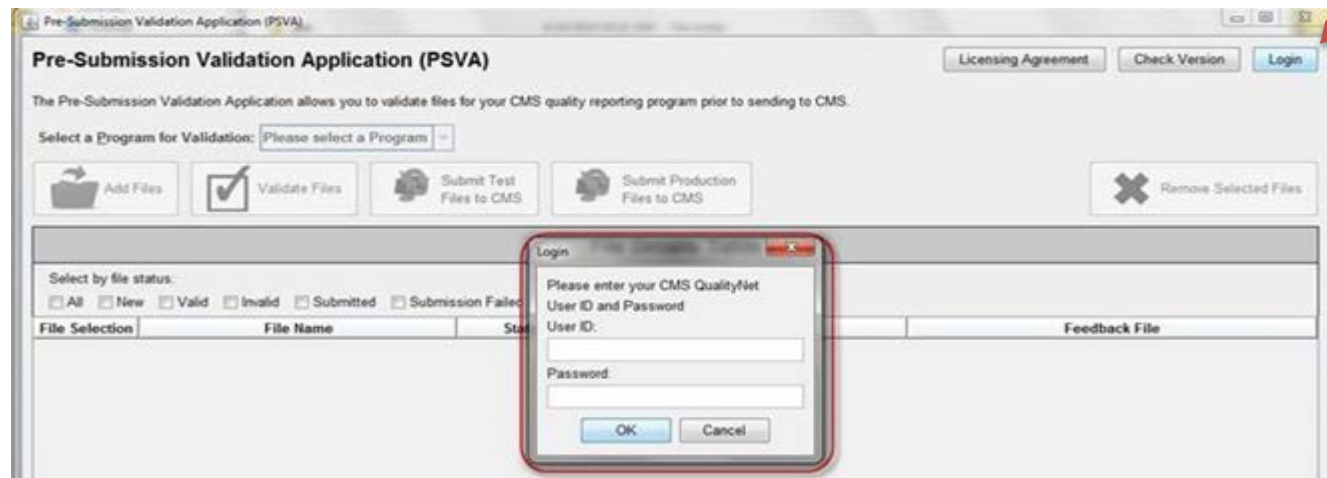 Pre-Submission Validation Application (PSVA)
Pre-Submission Validation Application (PSVA)
Licensing Agreement
Check Version
Login
The Pre-Submission Validation Application allows you to validate files for your CMS quality reporting program prior to sending to CMS.
Select a Program for Validation: Please select a Program
Add Files
Validate Files
Submit Test
Files to CMS
Submit Production
Files to CMS
Remove Selected Files
Login
Please enter your CMS QualityNet
User ID and Password
User ID:
Password:
OK
Cancel
Select by file status:
All New Valid Invalid Submitted Submission Failed
File Selection File Name Feedback File